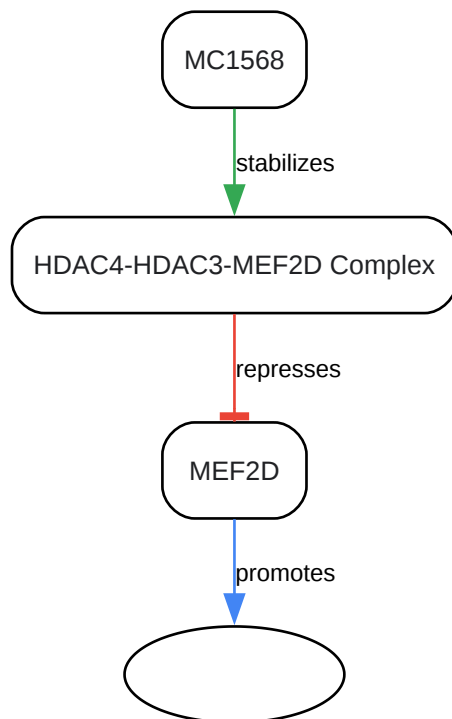 MC1568
stabilizes
HDAC4-HDAC3-MEF2D Complex
represses
MEF2D
promotes